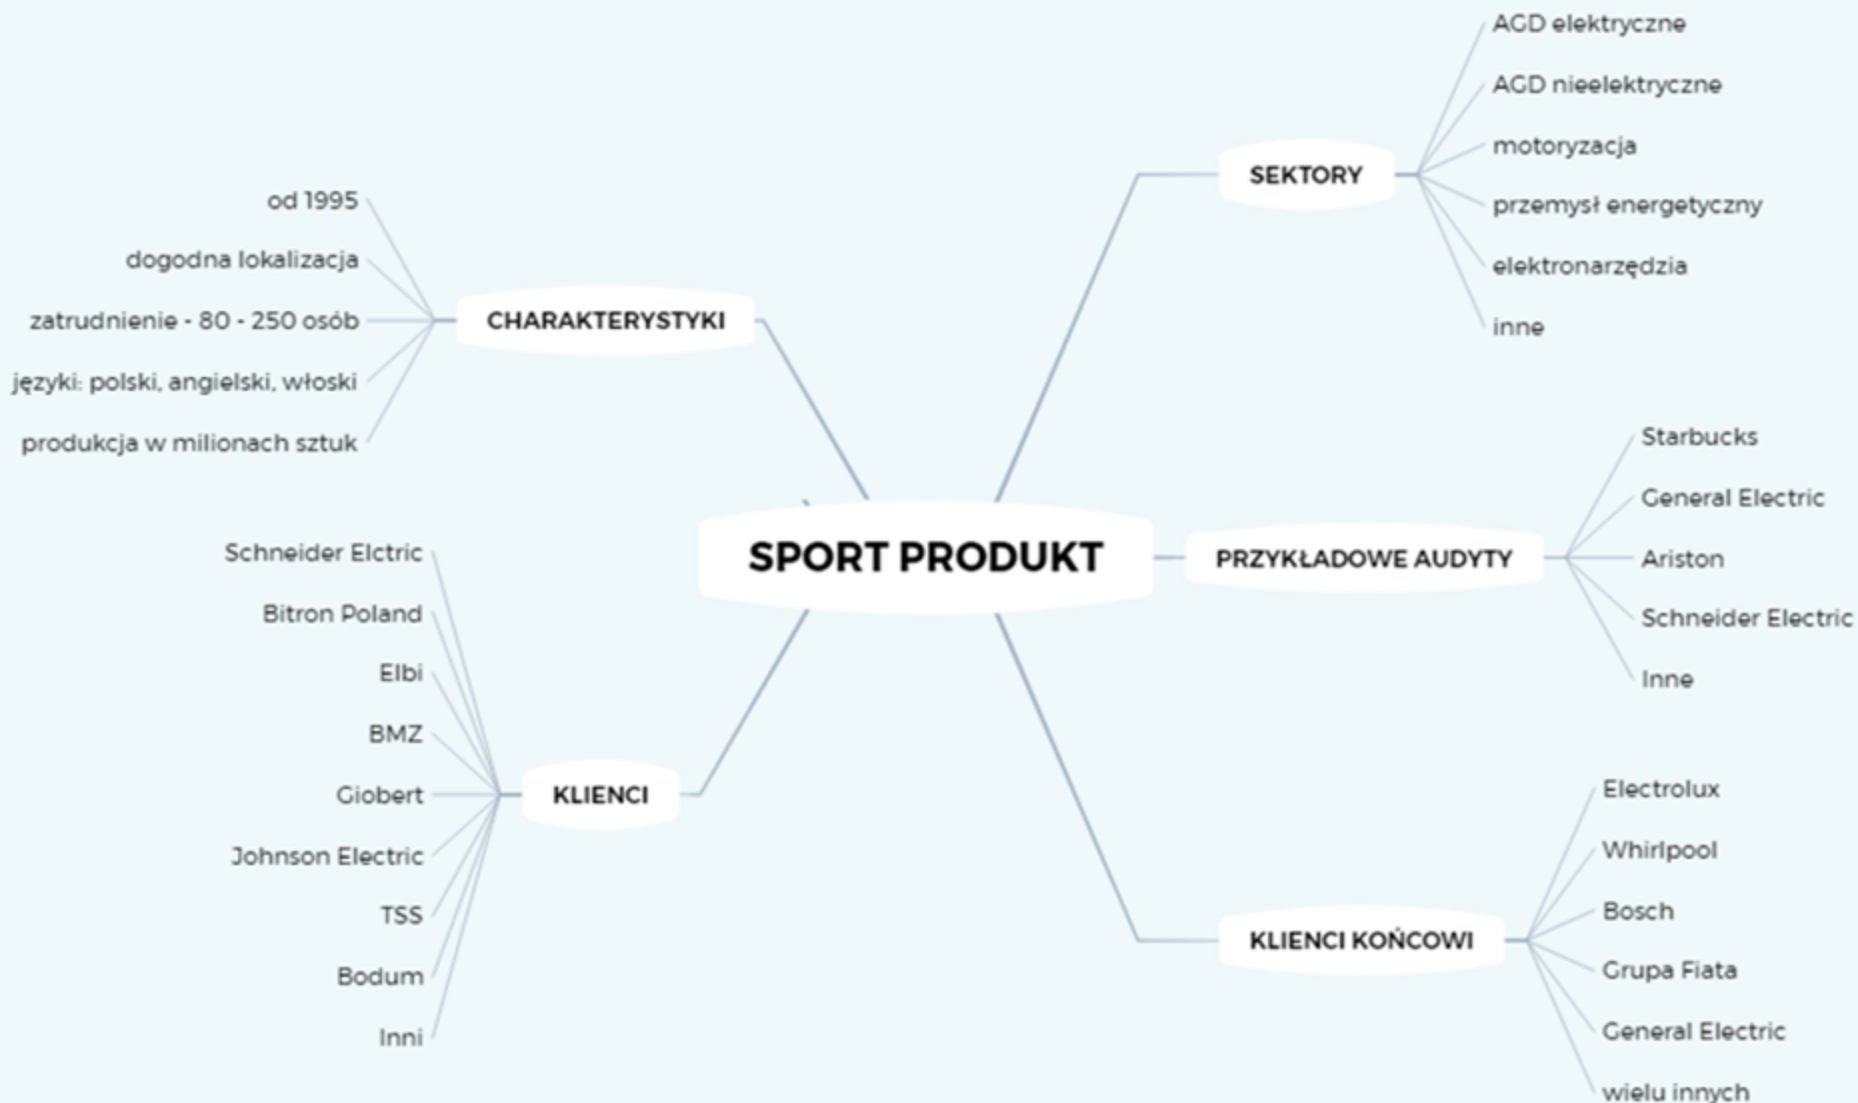 SPORT PRODUKT
CHARAKTERYSTYKI
od 1995
dogodna lokalizacja
zatrudnienie - 80 - 250 osób
języki: polski, angielski, włoski
produkcja w milionach sztuk
KLIENCI
Schneider Elctric
Bitron Poland
Elbi
BMZ
Giobert
Johnson Electric
TSS
Bodum
Inni
SEKTORY
AGD elektryczne
AGD nieelektryczne
motoryzacja
przemysł energetyczny
elektronarzędzia
inne
PRZYKŁADOWE AUDYTY
Starbucks
General Electric
Ariston
Schneider Electric
Inne
KLIENCI KOŃCOWI
Electrolux
Whirlpool
Bosch
Grupa Fiata
General Electric
wielu innych